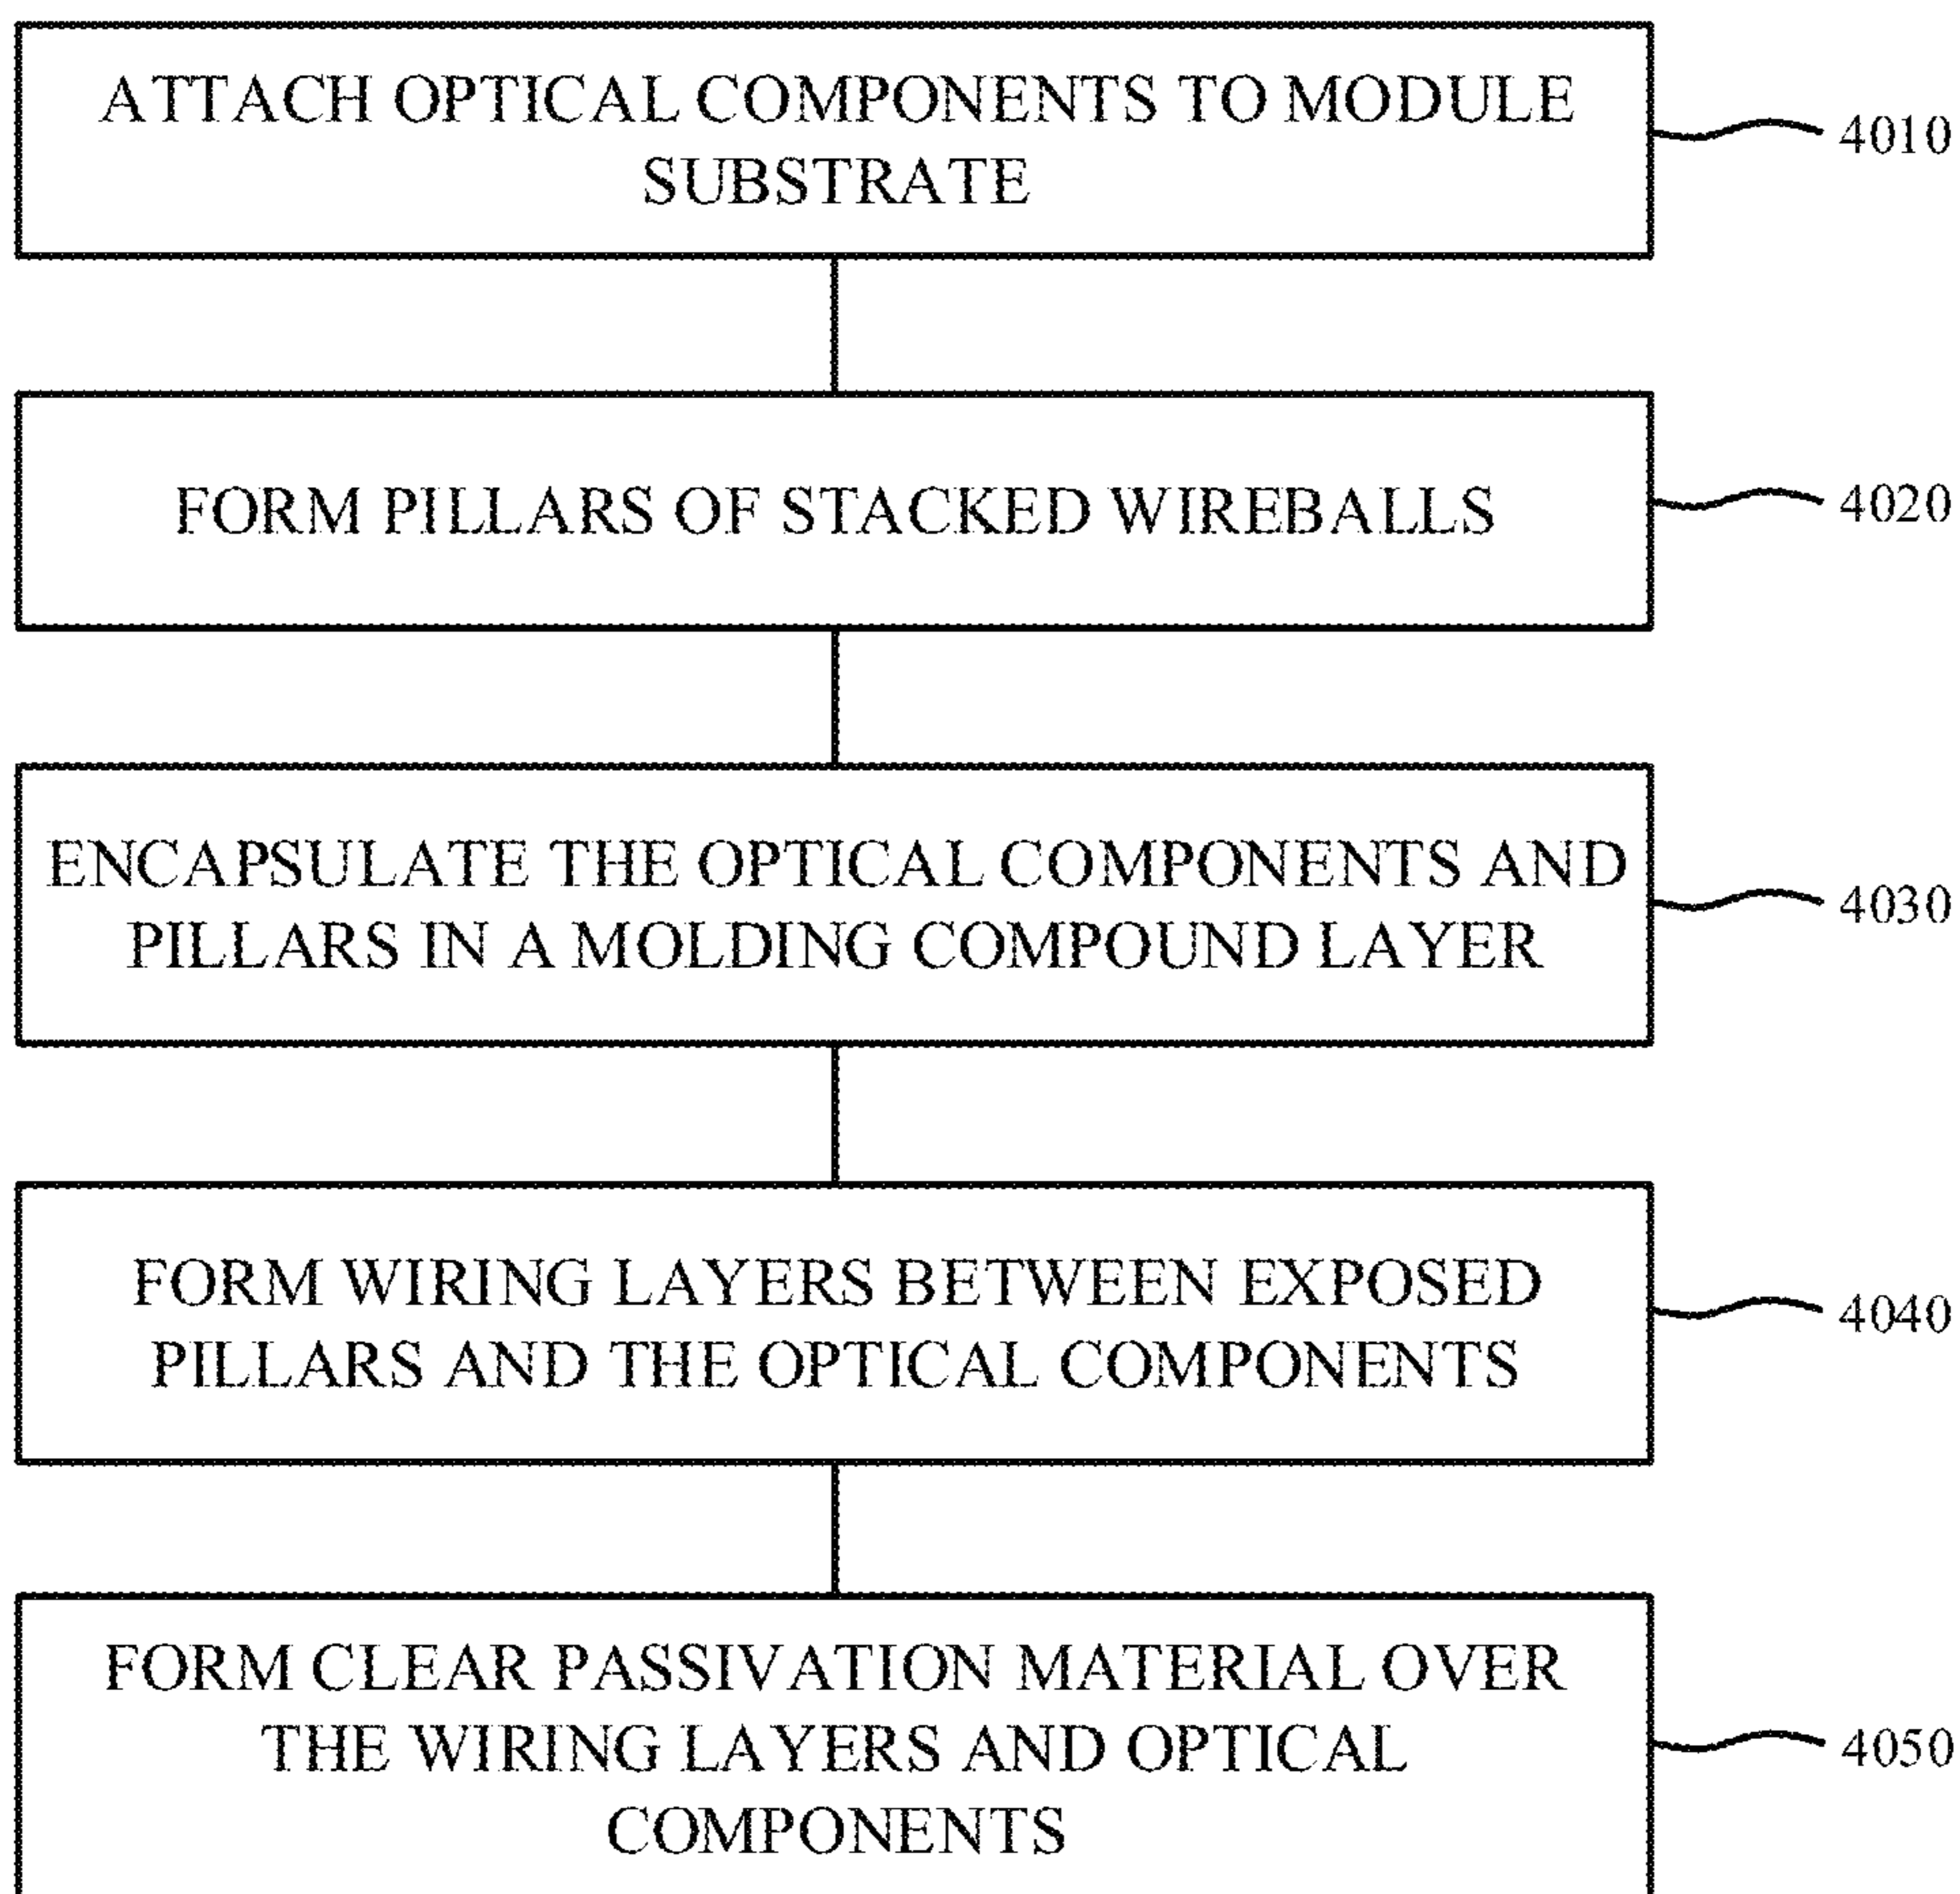 ATTACH OPTICAL COMPONENTS TO MODULE
SUBSTRATE
4010
FORM PILLARS OF STACKED WIREBALLS
4020
ENCAPSULATE THE OPTICAL COMPONENTS AND
PILLARS IN A MOLDING COMPOUND LAYER
4030
FORM WIRING LAYERS BETWEEN EXPOSED
PILLARS AND THE OPTICAL COMPONENTS
4040
FORM CLEAR PASSIVATION MATERIAL OVER
THE WIRING LAYERS AND OPTICAL
COMPONENTS
4050